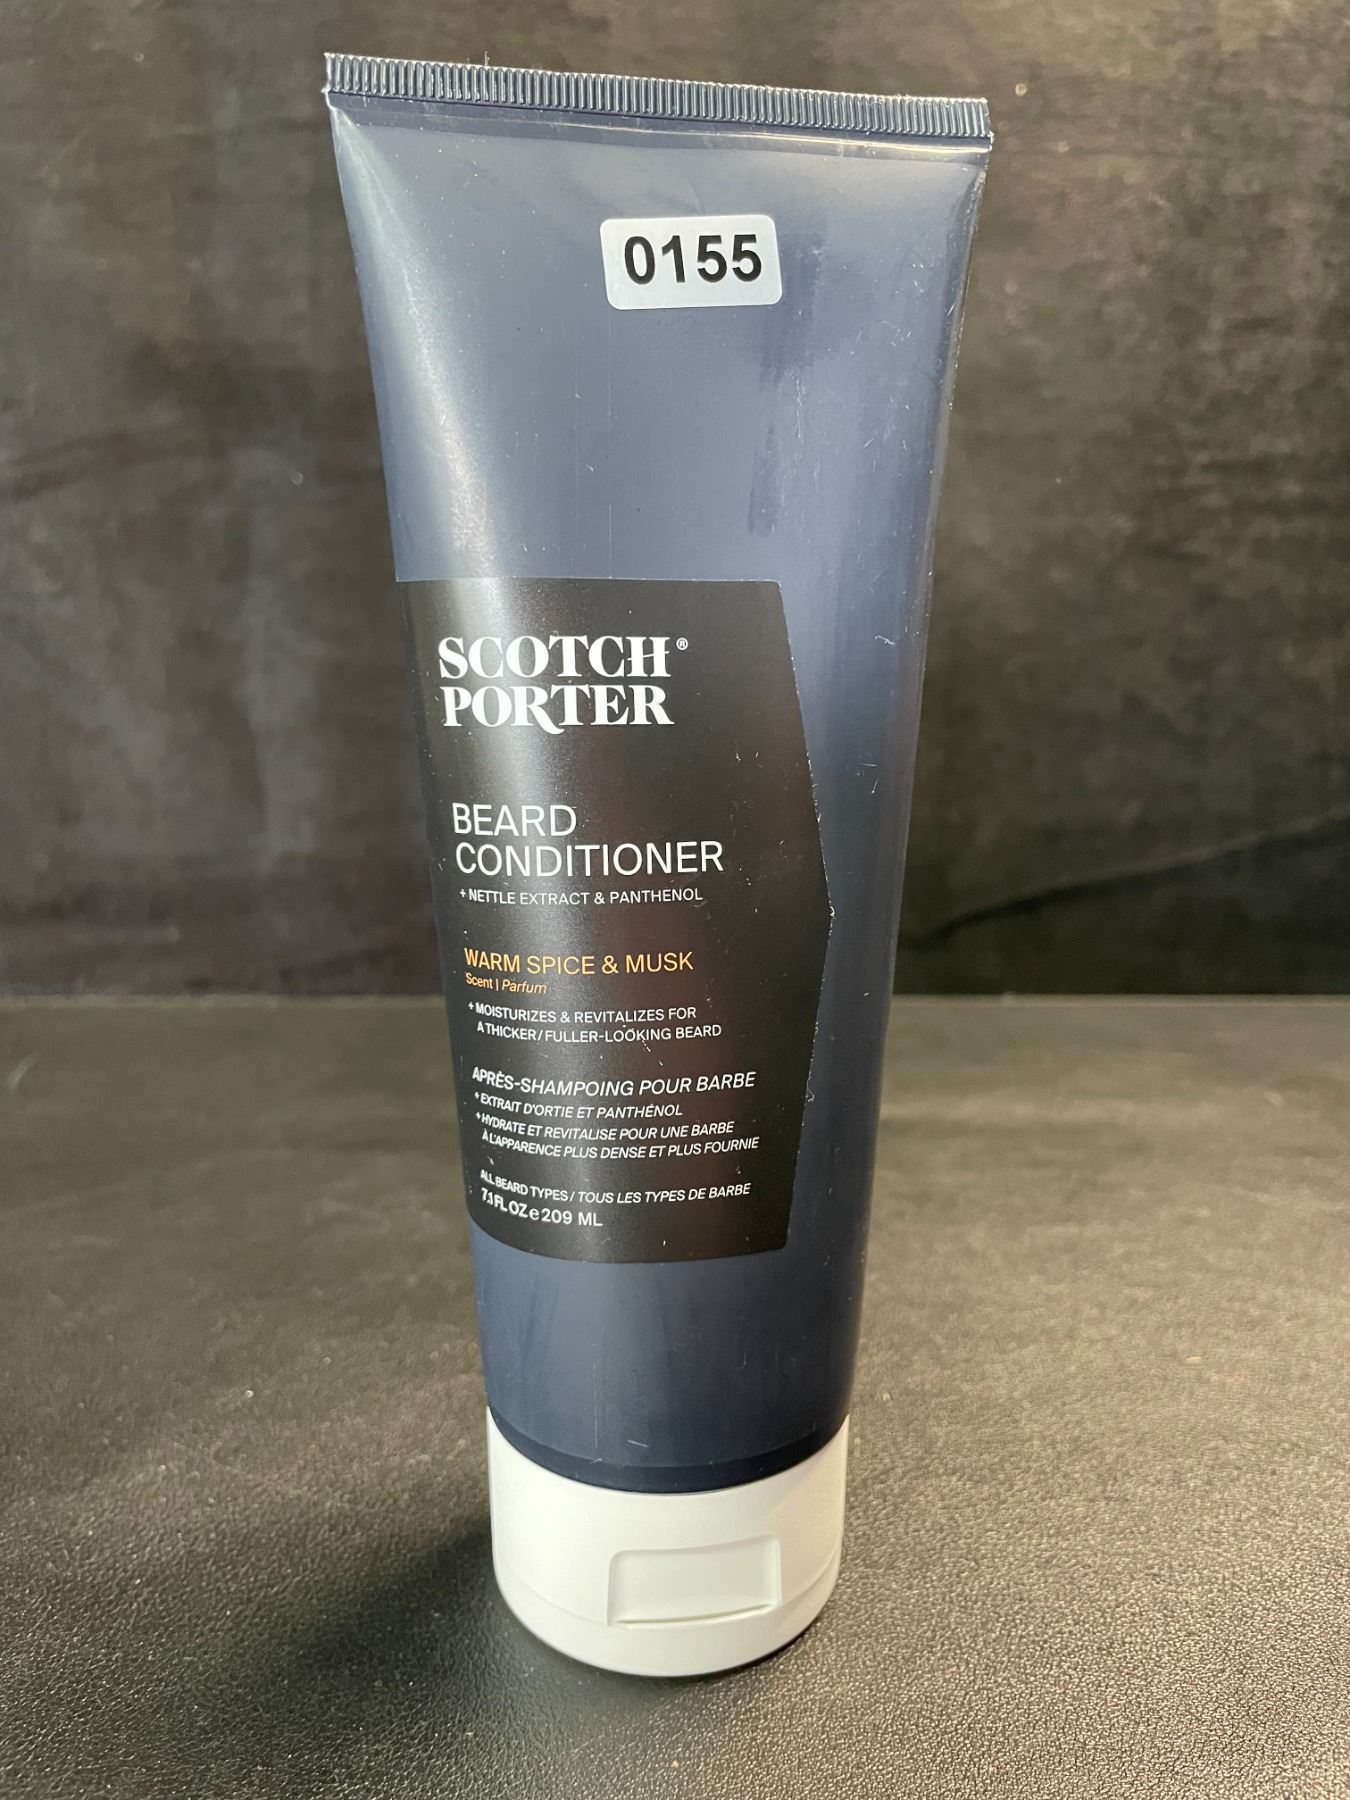 0155
SCOTCH®
PORTER
BEARD
CONDITIONER
+ NETTLE EXTRACT & PANTHENOL
WARM SPICE & MUSK
Scent | Parfum
+ MOISTURIZES & REVITALIZES FOR
A THICKER/FULLER-LOOKING BEARD
APRÈS-SHAMPOING POUR BARBE
+ EXTRAIT D'ORTIE ET PANTHÉNOL
+ HYDRATE ET REVITALISE POUR UNE BARBE
À L'APPARENCE PLUS DENSE ET PLUS FOURNIE
ALL BEARD TYPES / TOUS LES TYPES DE BARBE
7.1 FL OZ e 209 ML